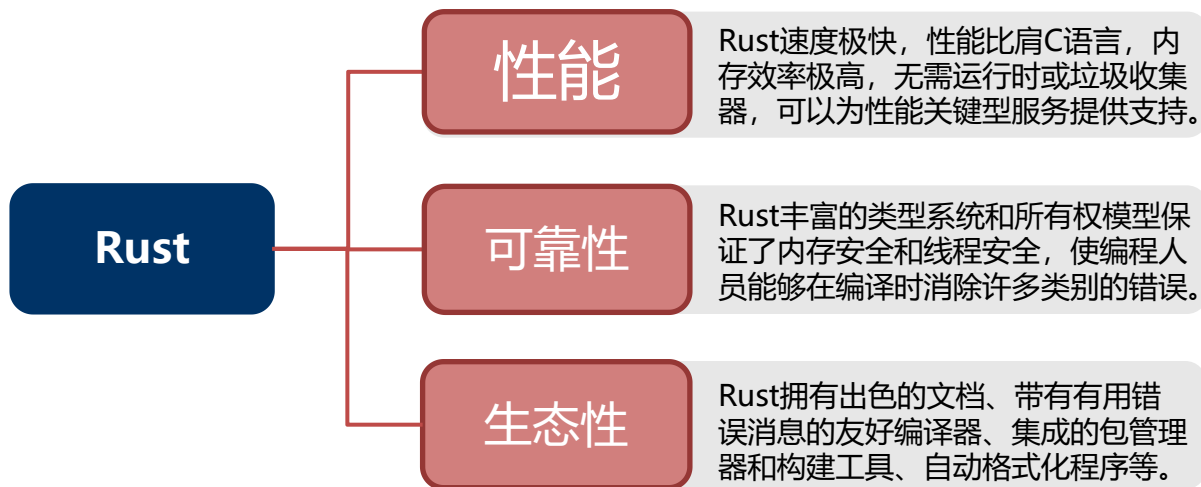 Rust
性能
Rust速度极快，性能比肩C语言，内
存效率极高，无需运行时或垃圾收集
器，可以为性能关键型服务提供支持。
可靠性
Rust丰富的类型系统和所有权模型保
证了内存安全和线程安全，使编程人
员能够在编译时消除许多类别的错误。
生态性
Rust拥有出色的文档、带有有用错
误消息的友好编译器、集成的包管理
器和构建工具、自动格式化程序等。